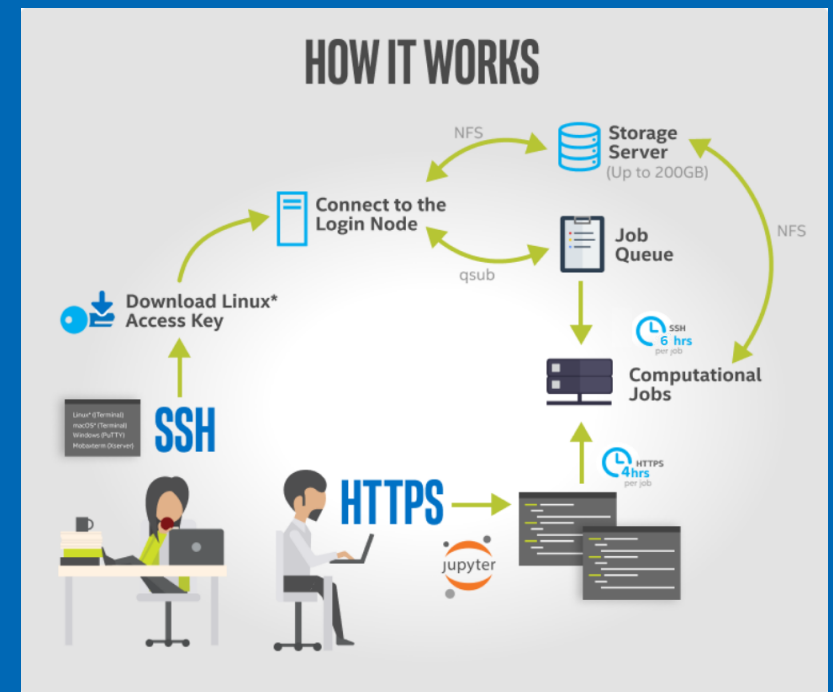 HOW IT WORKS
NFS
Storage
Server
(Up to 200GB)
Connect to the
Login Node
Job
Queue
NFS
qsub
Download Linux*
Access Key
SSH
6 hrs
per job
Computational
Jobs
Linux* (Terminal)
macOS* (Terminal)
Windows (PuTTY)
Mobaxterm (Xserver)
SSH
HTTPS
4hrs
per job
HTTPS
jupyter